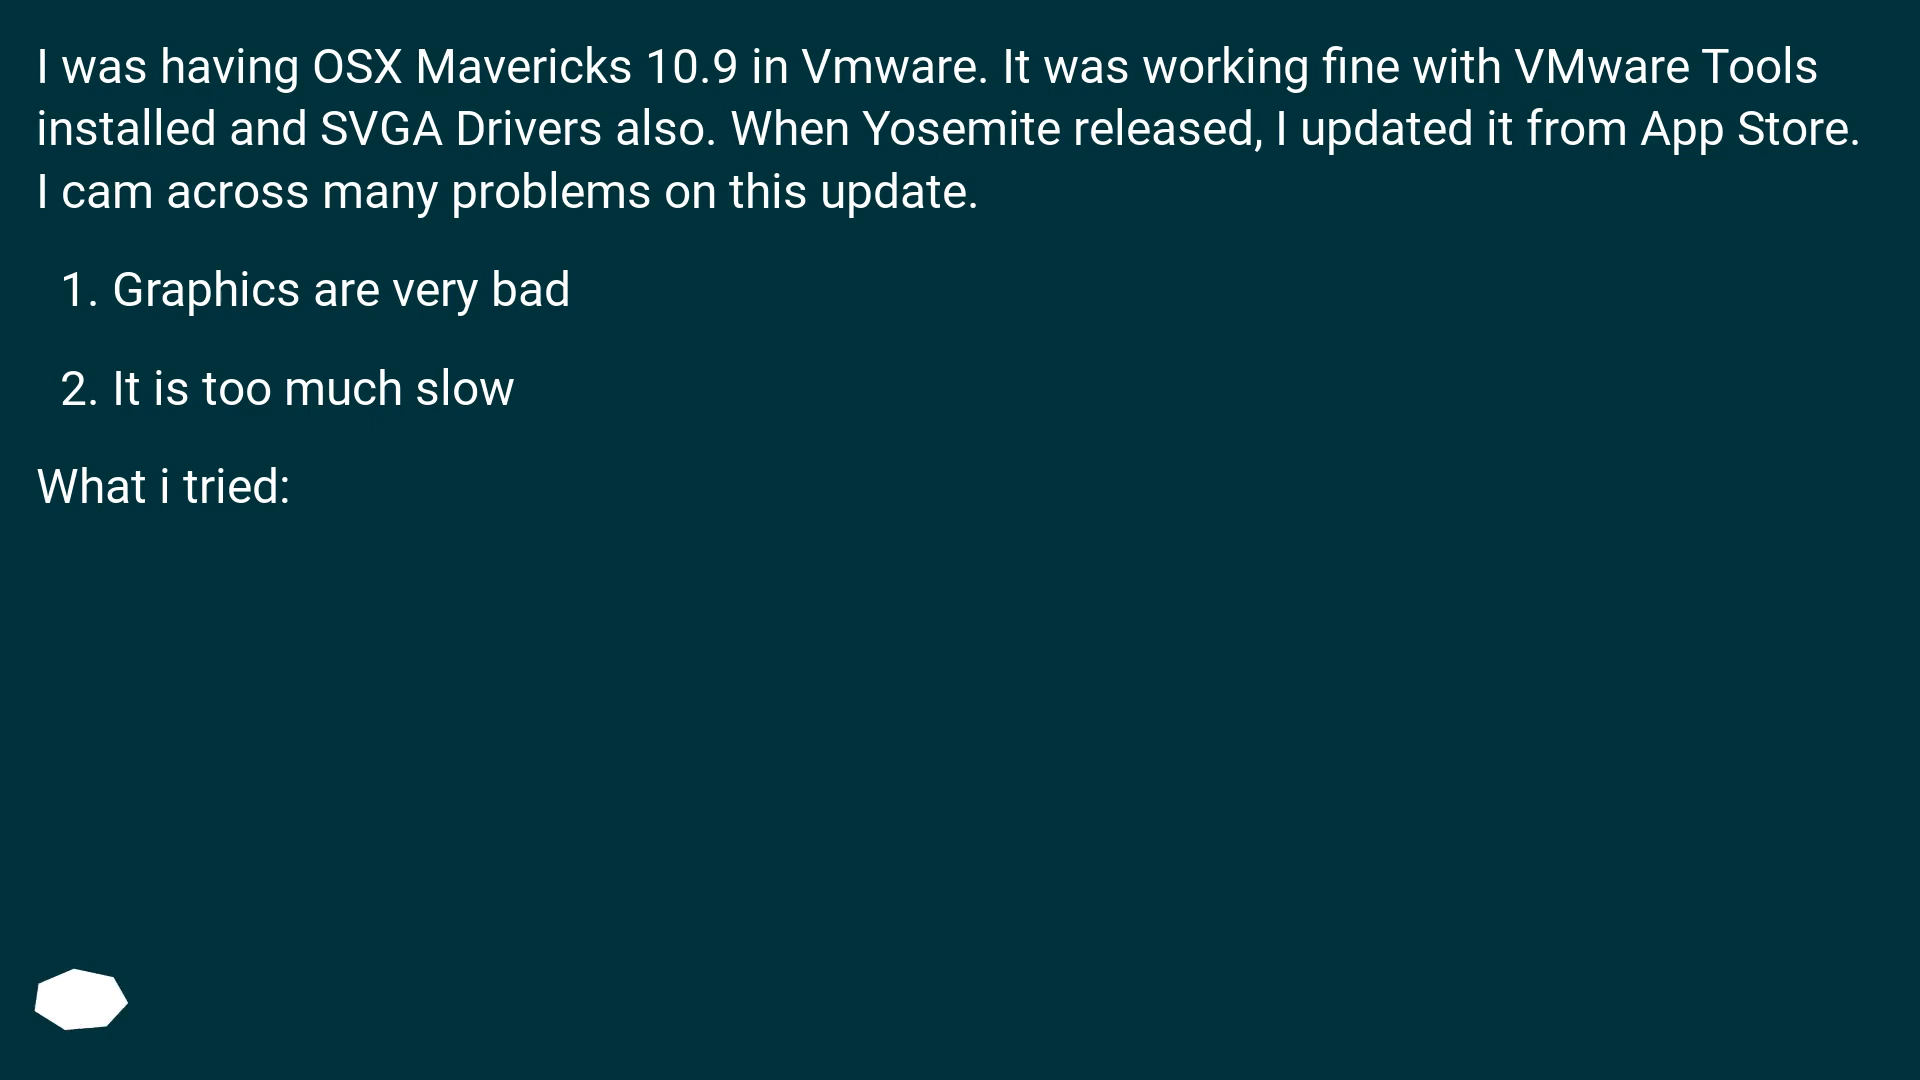 I was having OSX Mavericks 10.9 in Vmware. It was working fine with VMware Tools
installed and SVGA Drivers also. When Yosemite released, I updated it from App Store.
I cam across many problems on this update.
1. Graphics are very bad
2. It is too much slow
What i tried: